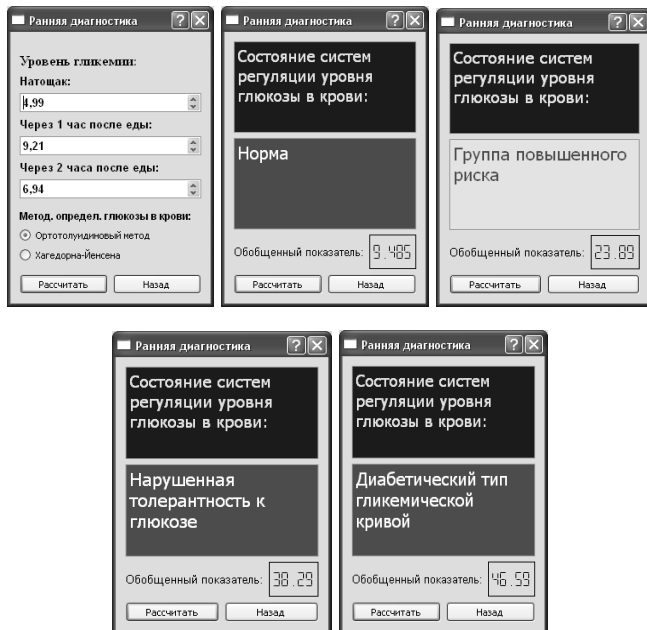 Ранняя диагностика
Уровень гликемии:
Натощак:
4,99
Через 1 час после еды:
9,21
Через 2 часа после еды:
6,94
Метод. определ. глюкозы в крови:
Ортотолуидиновый метод
Хагедорна-Йенсена
Рассчитать Назад
Ранняя диагностика
Состояние систем
регуляции уровня
глюкозы в крови:
Норма
Обобщенный показатель: 9.485
Рассчитать Назад
Ранняя диагностика
Состояние систем
регуляции уровня
глюкозы в крови:
Группа повышенного
риска
Обобщенный показатель: 23.89
Рассчитать Назад
Ранняя диагностика
Состояние систем
регуляции уровня
глюкозы в крови:
Нарушенная
толерантность к
глюкозе
Обобщенный показатель: 38.29
Рассчитать Назад
Ранняя диагностика
Состояние систем
регуляции уровня
глюкозы в крови:
Диабетический тип
гликемической
кривой
Обобщенный показатель: 46.59
Рассчитать Назад